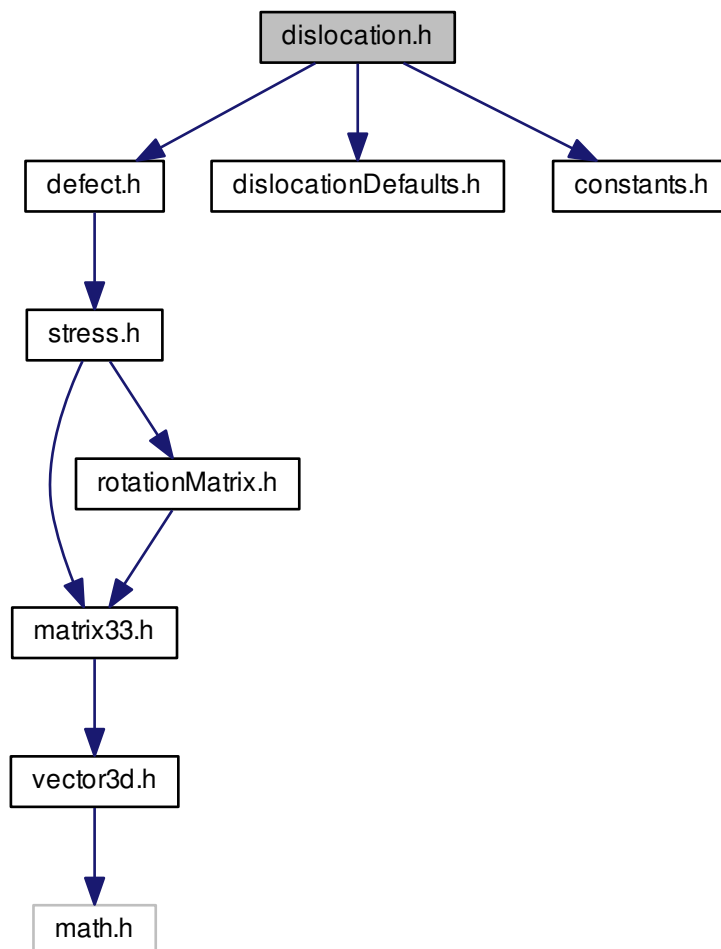 dislocation.h
defect.h
dislocationDefaults.h
constants.h
stress.h
rotationMatrix.h
matrix33.h
vector3d.h
math.h